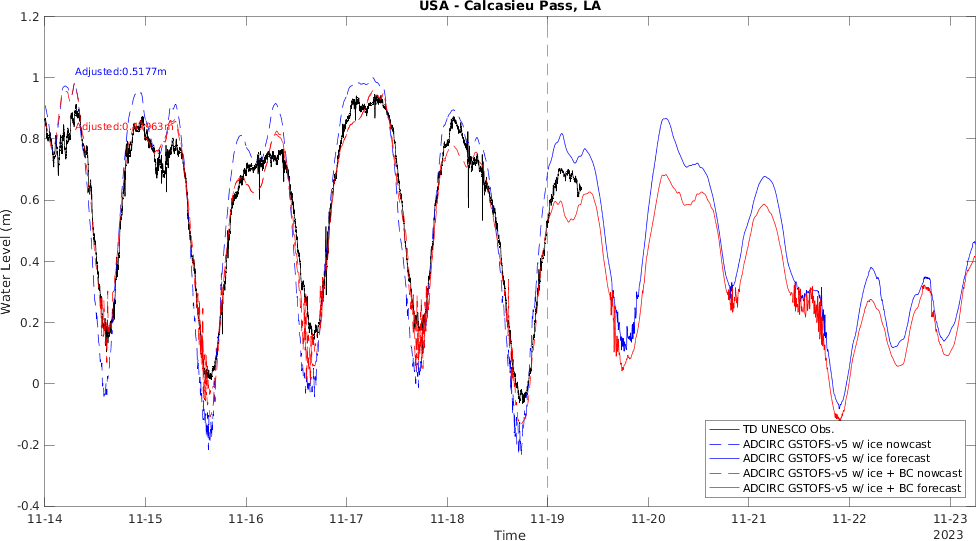 USA - Calcasieu Pass, LA
1.2
1
0.8
0.6
0.4
0.2
0
-0.2
-0.4
Water Level (m)
Adjusted:0.5177m
TD UNESCO Obs.
ADCIRC GSTOFS-v5 w/ ice nowcast
ADCIRC GSTOFS-v5 w/ ice forecast
ADCIRC GSTOFS-v5 w/ ice + BC nowcast
ADCIRC GSTOFS-v5 w/ ice + BC forecast
11-14 11-15 11-16 11-17 11-18 11-19 11-20 11-21 11-22 11-23
Time
2023